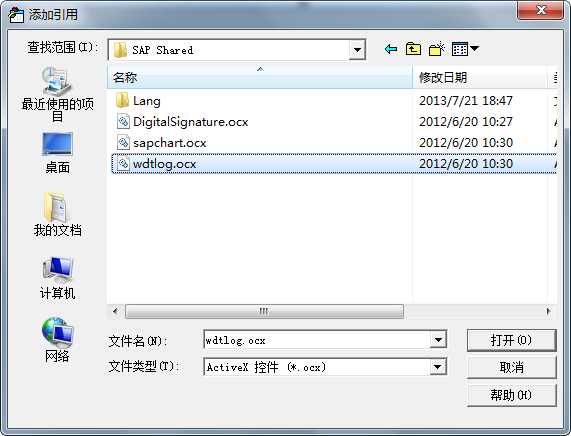 添加引用
查找范围(I):
SAP Shared
名称
修改日期
Lang
2013/7/21 18:47
DigitalSignature.ocx
2012/6/20 10:27
sapchart.ocx
2012/6/20 10:30
wdtlog.ocx
2012/6/20 10:30
最近使用的项
目
桌面
我的文档
计算机
网络
文件名(N):
wdtlog.ocx
打开(O)
文件类型(T):
ActiveX 控件 (*.ocx)
取消
帮助(H)